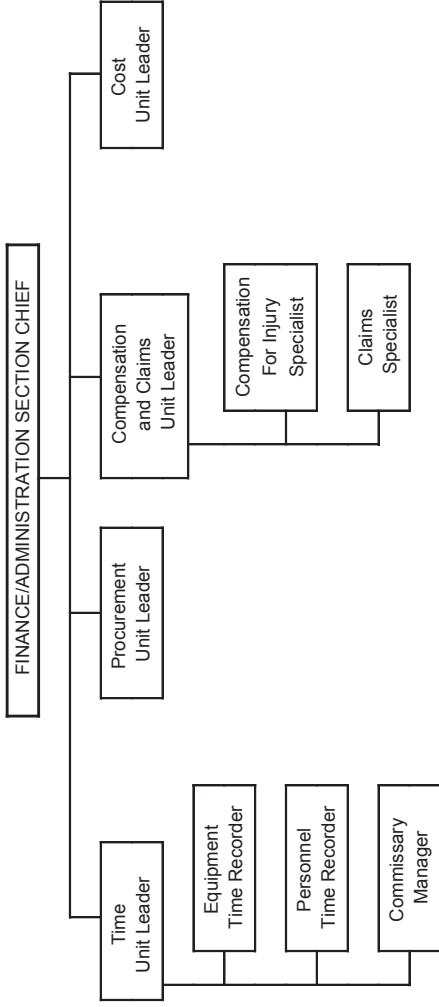 FINANCE/ADMINISTRATION SECTION CHIEF
Time
Unit Leader
Procurement
Unit Leader
Compensation
and Claims
Unit Leader
Cost
Unit Leader
Equipment
Time Recorder
Personnel
Time Recorder
Commissary
Manager
Compensation
For Injury
Specialist
Claims
Specialist